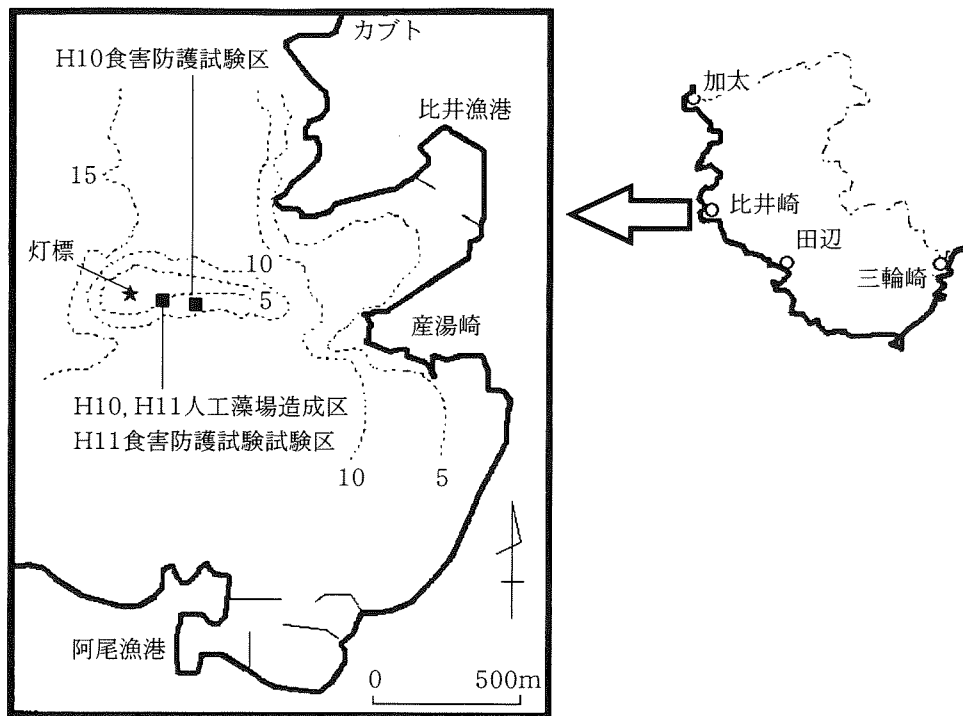 カブト
H10食害防護試験区
比井漁港
15
灯標
10
5
産湯崎
H10, H11人工藻場造成区
H11食害防護試験試験区
10
5
阿尾漁港
0
500m
加太
比井崎
田辺
三輪崎